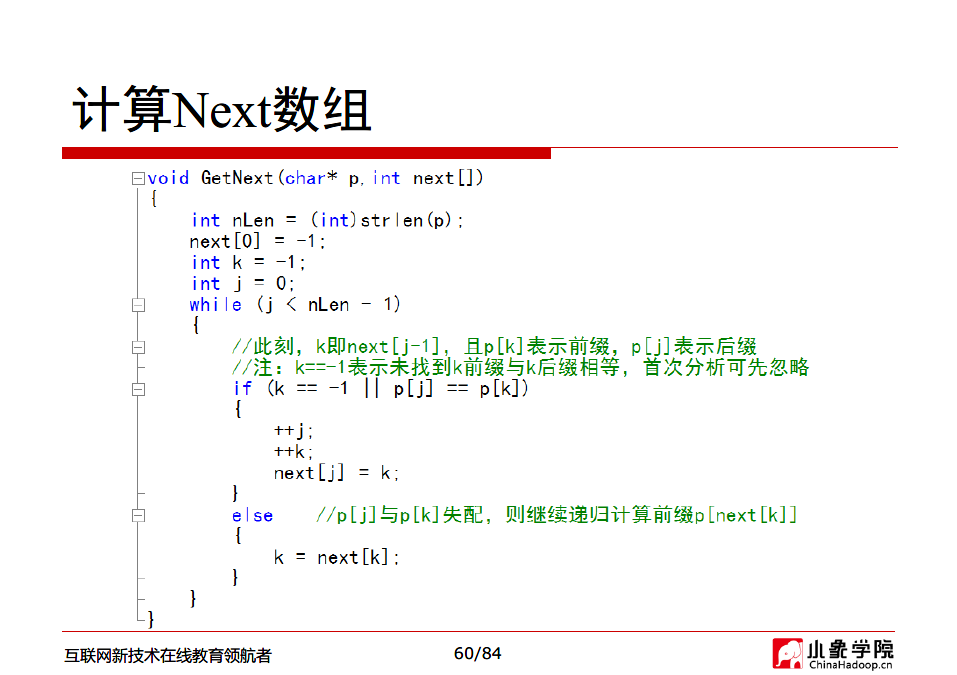 计算Next数组
void GetNext(char* p,int next[])
{
    int nLen = (int)strlen(p);
    next[0] = -1;
    int k = -1;
    int j = 0;
    while (j < nLen - 1)
    {
        //此刻，k即next[j-1]，且p[k]表示前缀，p[j]表示后缀
        //注：k==-1表示未找到k前缀与k后缀相等，首次分析可先忽略
        if (k == -1 || p[j] == p[k])
        {
            ++j;
            ++k;
            next[j] = k;
        }
        else    //p[j]与p[k]失配，则继续递归计算前缀p[next[k]]
        {
            k = next[k];
        }
    }
}
互联网新技术在线教育领航者
60/84
小象学院
ChinaHadoop.cn